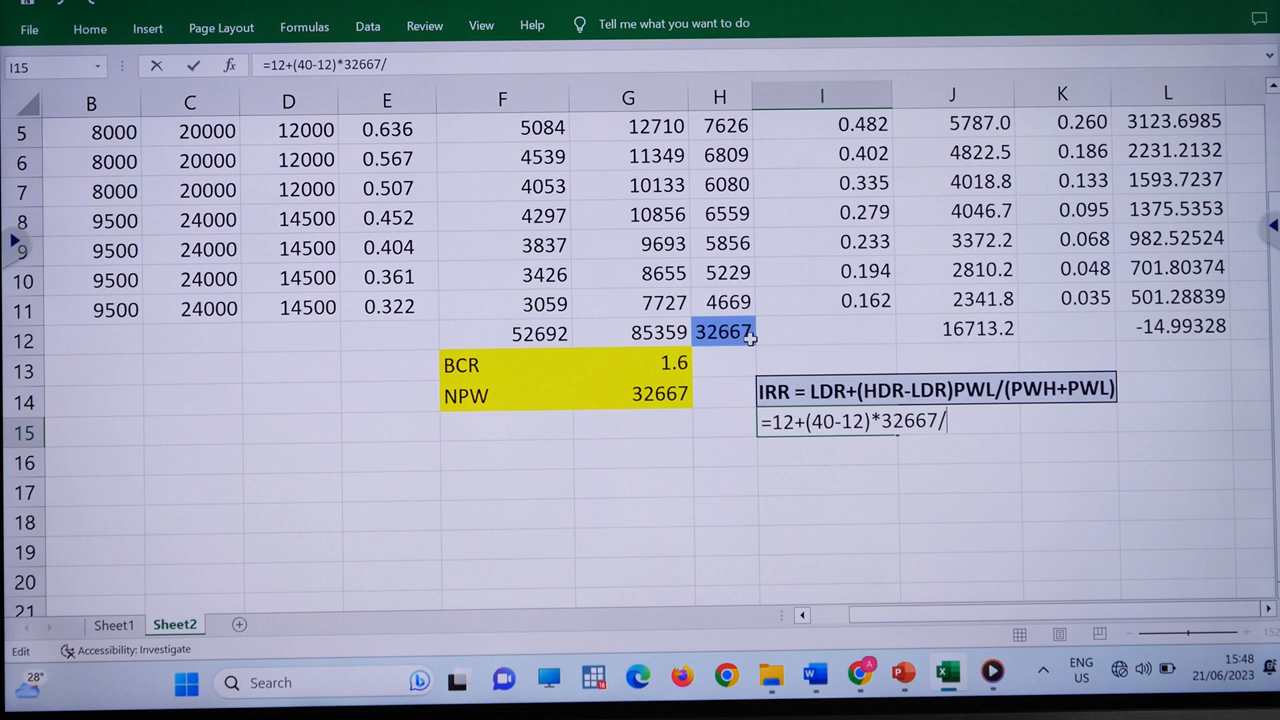 File Home Insert Page Layout Formulas Data Review View Help Tell me what you want to do
I15 fx =12+(40-12)*32667/
B C D E F G H I J K L
5 8000 20000 12000 0.636 5084 12710 7626 0.482 5787.0 0.260 3123.6985
6 8000 20000 12000 0.567 4539 11349 6809 0.402 4822.5 0.186 2231.2132
7 8000 20000 12000 0.507 4053 10133 6080 0.335 4018.8 0.133 1593.7237
8 9500 24000 14500 0.452 4297 10856 6559 0.279 4046.7 0.095 1375.5353
9 9500 24000 14500 0.404 3837 9693 5856 0.233 3372.2 0.068 982.52524
10 9500 24000 14500 0.361 3426 8655 5229 0.194 2810.2 0.048 701.80374
11 9500 24000 14500 0.322 3059 7727 4669 0.162 2341.8 0.035 501.28839
12 52692 85359 32667 16713.2 -14.99328
13 BCR 1.6
14 NPW 32667 IRR = LDR+(HDR-LDR)PWL/(PWH+PWL)
15 =12+(40-12)*32667/
16
17
18
19
20
21
Sheet1 Sheet2
Edit Accessibility: Investigate
28° Search ENG 15:48
US 21/06/2023